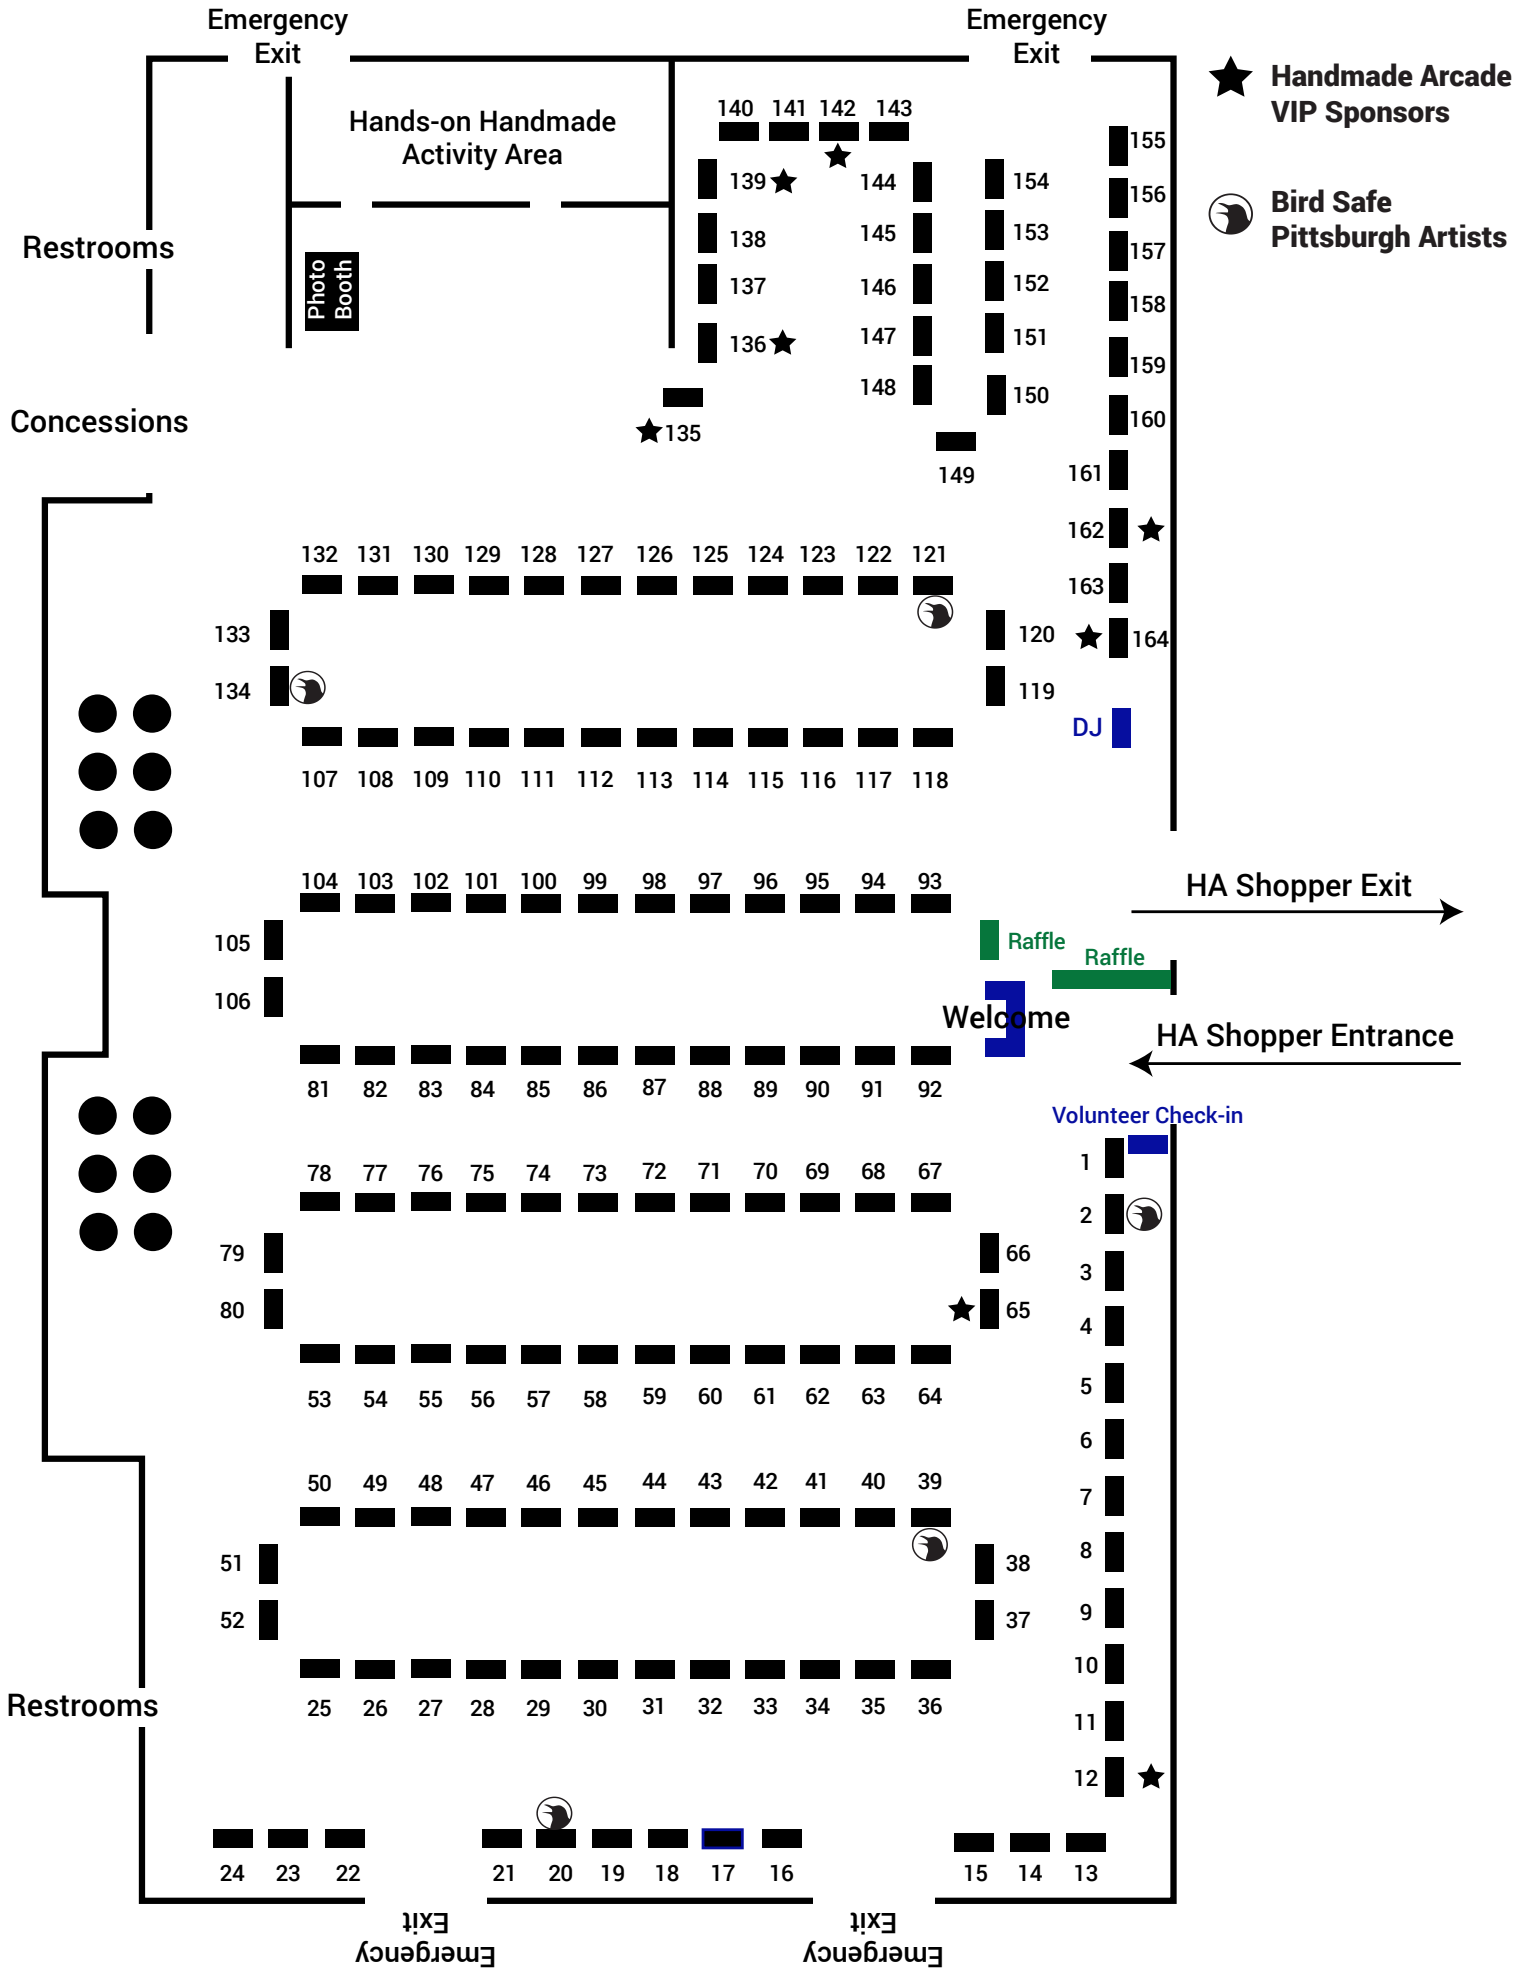 Emergency
Exit
Emergency
Exit
Handmade Arcade
VIP Sponsors
Bird Safe
Pittsburgh Artists
Hands-on Handmade
Activity Area
140 141 142 143
155
139 144 154
156
Restrooms
138 145 153
157
Photo
Booth
137 146 152
158
136 147 151
159
148 150
160
Concessions
135
149
161
162
163
164
132 131 130 129 128 127 126 125 124 123 122 121
133 120
134 119
DJ
107 108 109 110 111 112 113 114 115 116 117 118
104 103 102 101 100 99 98 97 96 95 94 93
HA Shopper Exit
105
Raffle
Raffle
106
Welcome
HA Shopper Entrance
81 82 83 84 85 86 87 88 89 90 91 92
Volunteer Check-in
1
78 77 76 75 74 73 72 71 70 69 68 67
2
79 66
3
80 65
4
5
53 54 55 56 57 58 59 60 61 62 63 64
6
50 49 48 47 46 45 44 43 42 41 40 39
7
51 38
8
52 37
9
10
25 26 27 28 29 30 31 32 33 34 35 36
Restrooms
11
12
24 23 22 21 20 19 18 17 16 15 14 13
Emergency
Exit
Emergency
Exit